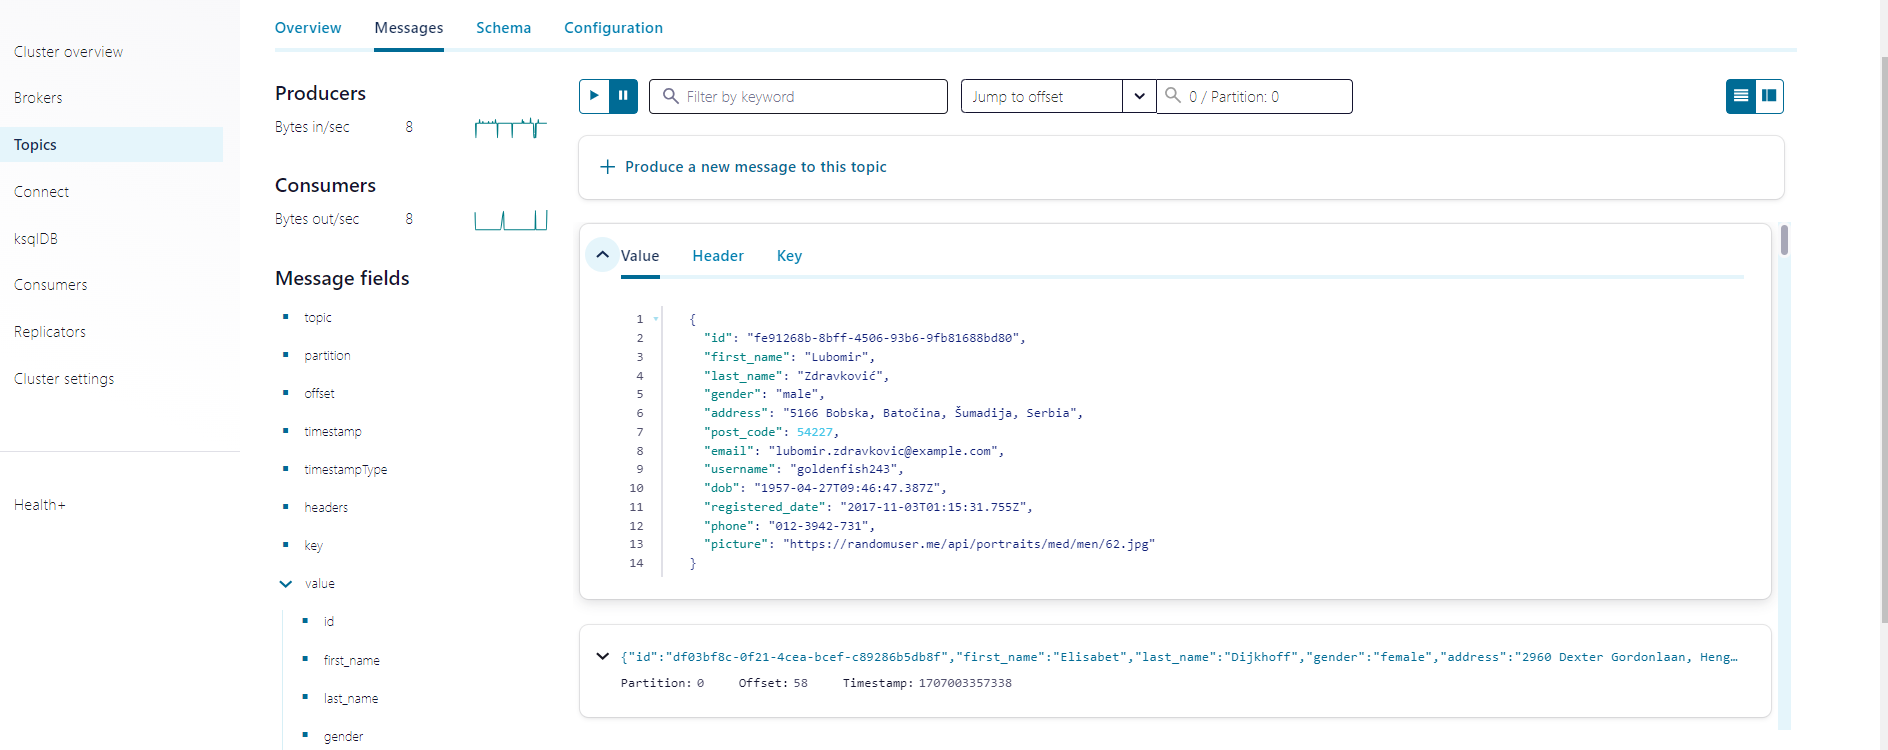 Cluster overview
Brokers
Topics
Connect
ksqlDB
Consumers
Replicators
Cluster settings
Health+
Overview Messages Schema Configuration
Producers
Bytes in/sec 8
Consumers
Bytes out/sec 8
Message fields
topic
partition
offset
timestamp
timestampType
headers
key
value
id
first_name
last_name
gender
Filter by keyword Jump to offset 0 / Partition: 0
Produce a new message to this topic
Value Header Key
1 {
2 "id": "fe91268b-8bff-4506-93b6-9fb81688bd80",
3 "first_name": "Lubomir",
4 "last_name": "Zdravković",
5 "gender": "male",
6 "address": "5166 Bobska, Batočina, Šumadija, Serbia",
7 "post_code": 54227,
8 "email": "lubomir.zdravkovic@example.com",
9 "username": "goldenfish243",
10 "dob": "1957-04-27T09:46:47.387Z",
11 "registered_date": "2017-11-03T01:15:31.755Z",
12 "phone": "012-3942-731",
13 "picture": "https://randomuser.me/api/portraits/med/men/62.jpg"
14 }
{"id":"df03bf8c-0f21-4cea-bcef-c89286b5db8f","first_name":"Elisabet","last_name":"Dijkhoff","gender":"female","address":"2960 Dexter Gordonlaan, Heng…
Partition: 0 Offset: 58 Timestamp: 1707003357338